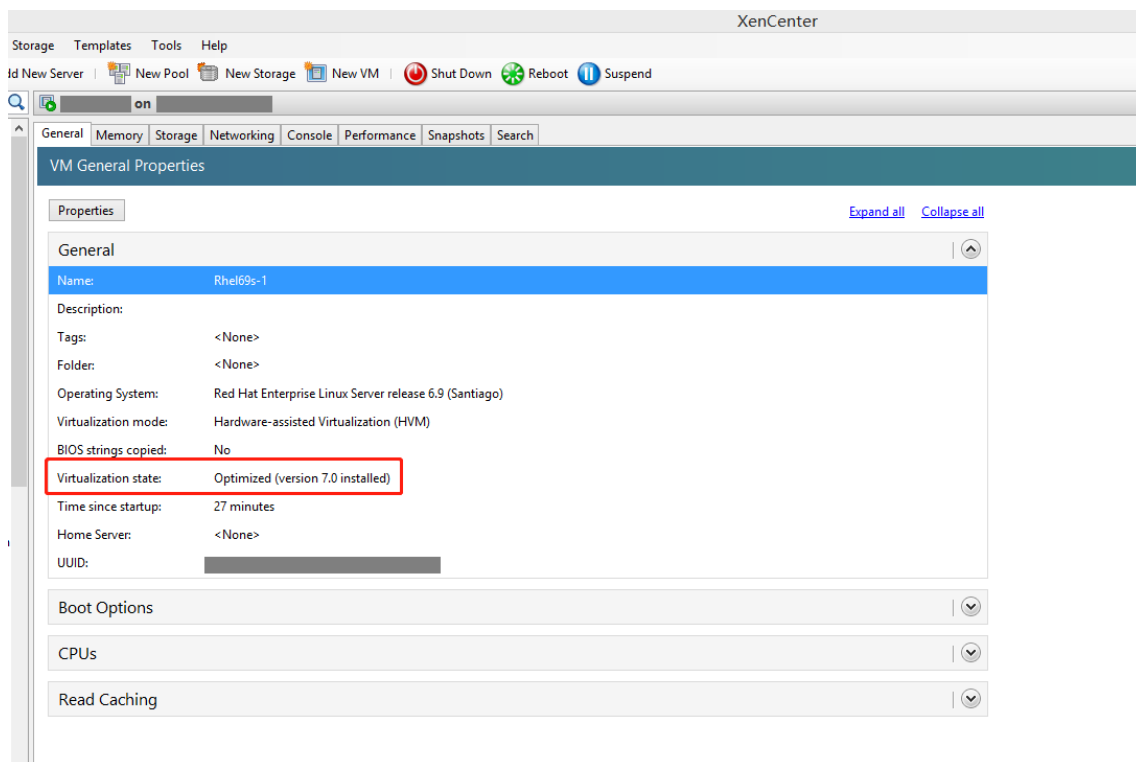 XenCenter
Storage Templates Tools Help
dd New Server New Pool New Storage New VM Shut Down Reboot Suspend
on
General Memory Storage Networking Console Performance Snapshots Search
VM General Properties
Properties Expand all Collapse all
General
Name: Rhel69s-1
Description:
Tags: <None>
Folder: <None>
Operating System: Red Hat Enterprise Linux Server release 6.9 (Santiago)
Virtualization mode: Hardware-assisted Virtualization (HVM)
BIOS strings copied: No
Virtualization state: Optimized (version 7.0 installed)
Time since startup: 27 minutes
Home Server: <None>
UUID:
Boot Options
CPUs
Read Caching